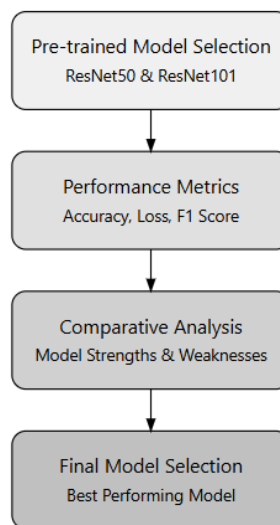 Pre-trained Model Selection
ResNet50 & ResNet101
Performance Metrics
Accuracy, Loss, F1 Score
Comparative Analysis
Model Strengths & Weaknesses
Final Model Selection
Best Performing Model